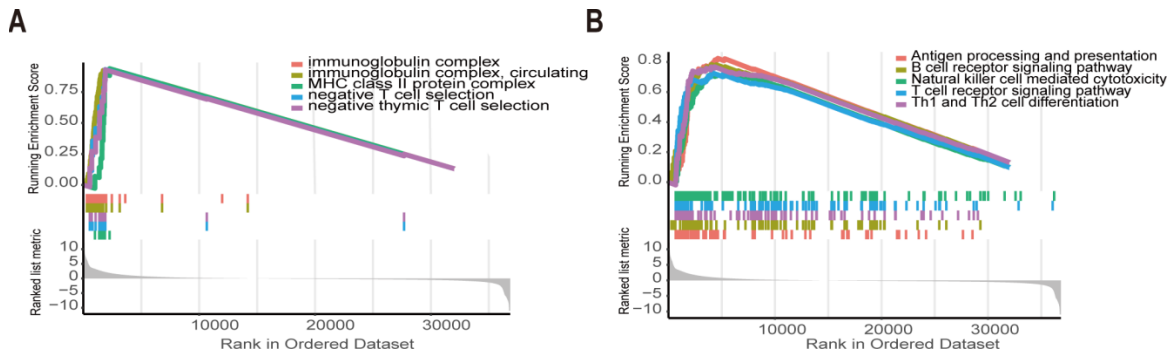 A
Running Enrichment Score
0.75
0.50
0.25
0.00
immunoglobulin complex
immunoglobulin complex, circulating
MHC class II protein complex
negative T cell selection
negative thymic T cell selection
Ranked list metric
10
5
0
−5
−10
10000 20000 30000
Rank in Ordered Dataset
B
Running Enrichment Score
0.8
0.6
0.4
0.2
0.0
Antigen processing and presentation
B cell receptor signaling pathway
Natural killer cell mediated cytotoxicity
T cell receptor signaling pathway
Th1 and Th2 cell differentiation
Ranked list metric
10
5
0
−5
−10
10000 20000 30000
Rank in Ordered Dataset